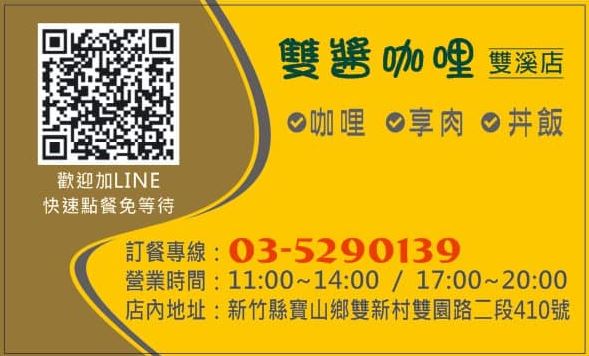 雙醬咖哩 雙溪店
咖哩 享肉 丼飯
歡迎加LINE
快速點餐免等待
訂餐專線：03-5290139
營業時間：11:00~14:00 / 17:00~20:00
店內地址：新竹縣寶山鄉雙新村雙園路二段410號